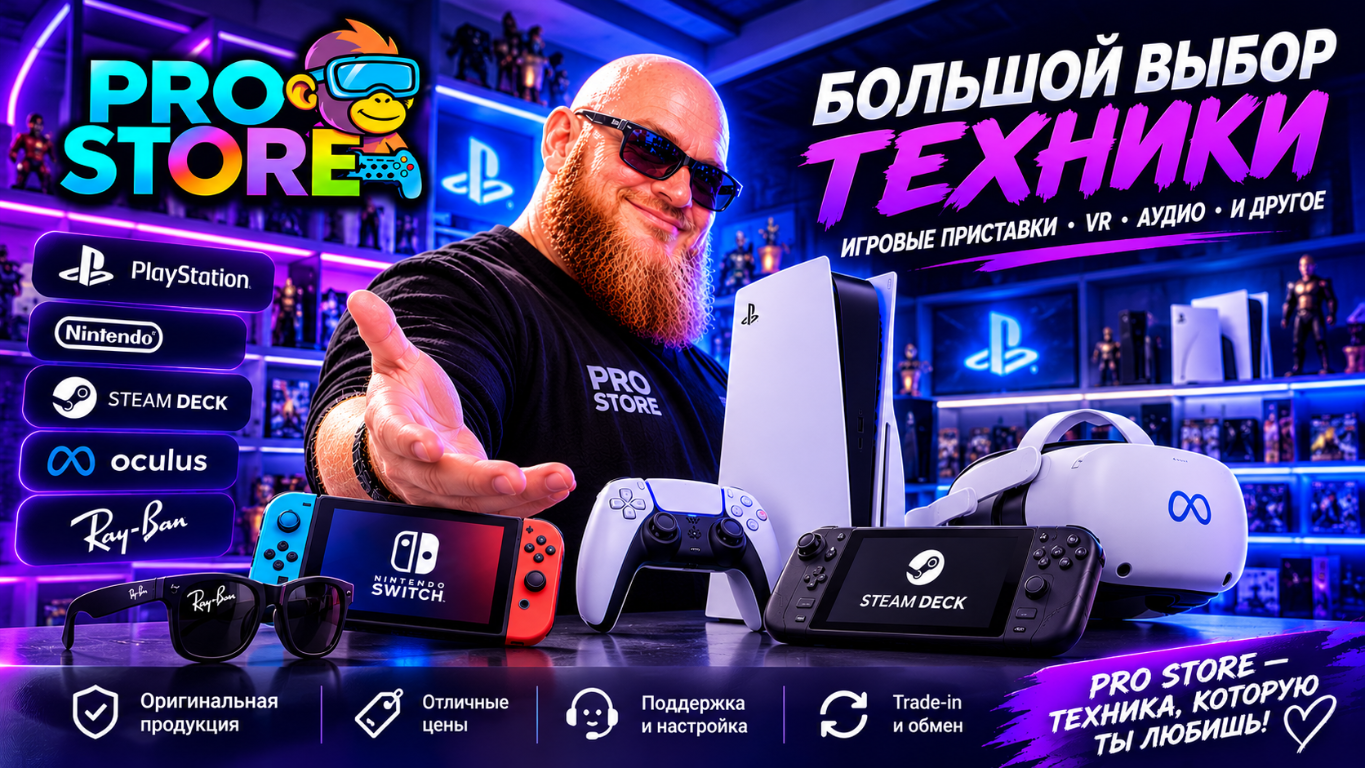 PRO
STORE
БОЛЬШОЙ ВЫБОР
ТЕХНИКИ
ИГРОВЫЕ ПРИСТАВКИ • VR • АУДИО • И ДРУГОЕ
PlayStation
Nintendo
STEAM DECK
oculus
Ray-Ban
PRO
STORE
Ray-Ban
Ray-Ban
NINTENDO
SWITCH
STEAM DECK
Оригинальная
продукция
Отличные
цены
Поддержка
и настройка
Trade-in
и обмен
PRO STORE —
ТЕХНИКА, КОТОРУЮ
ТЫ ЛЮБИШЬ!